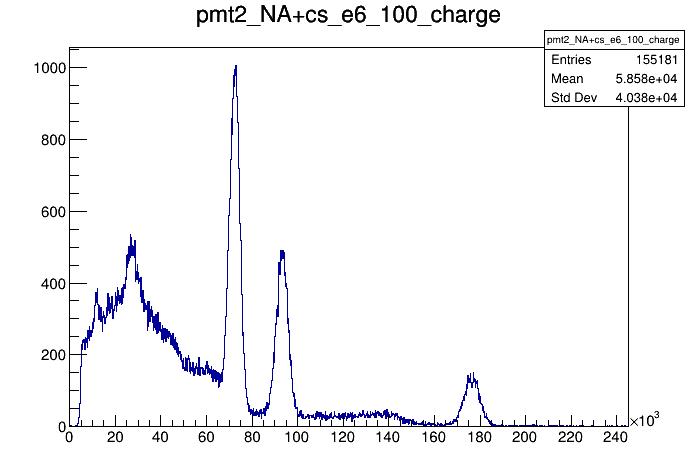 pmt2_NA+cs_e6_100_charge
pmt2_NA+cs_e6_100_charge
Entries 155181
Mean 5.858e+04
Std Dev 4.038e+04
1000
800
600
400
200
0
0 20 40 60 80 100 120 140 160 180 200 220 240
×10³